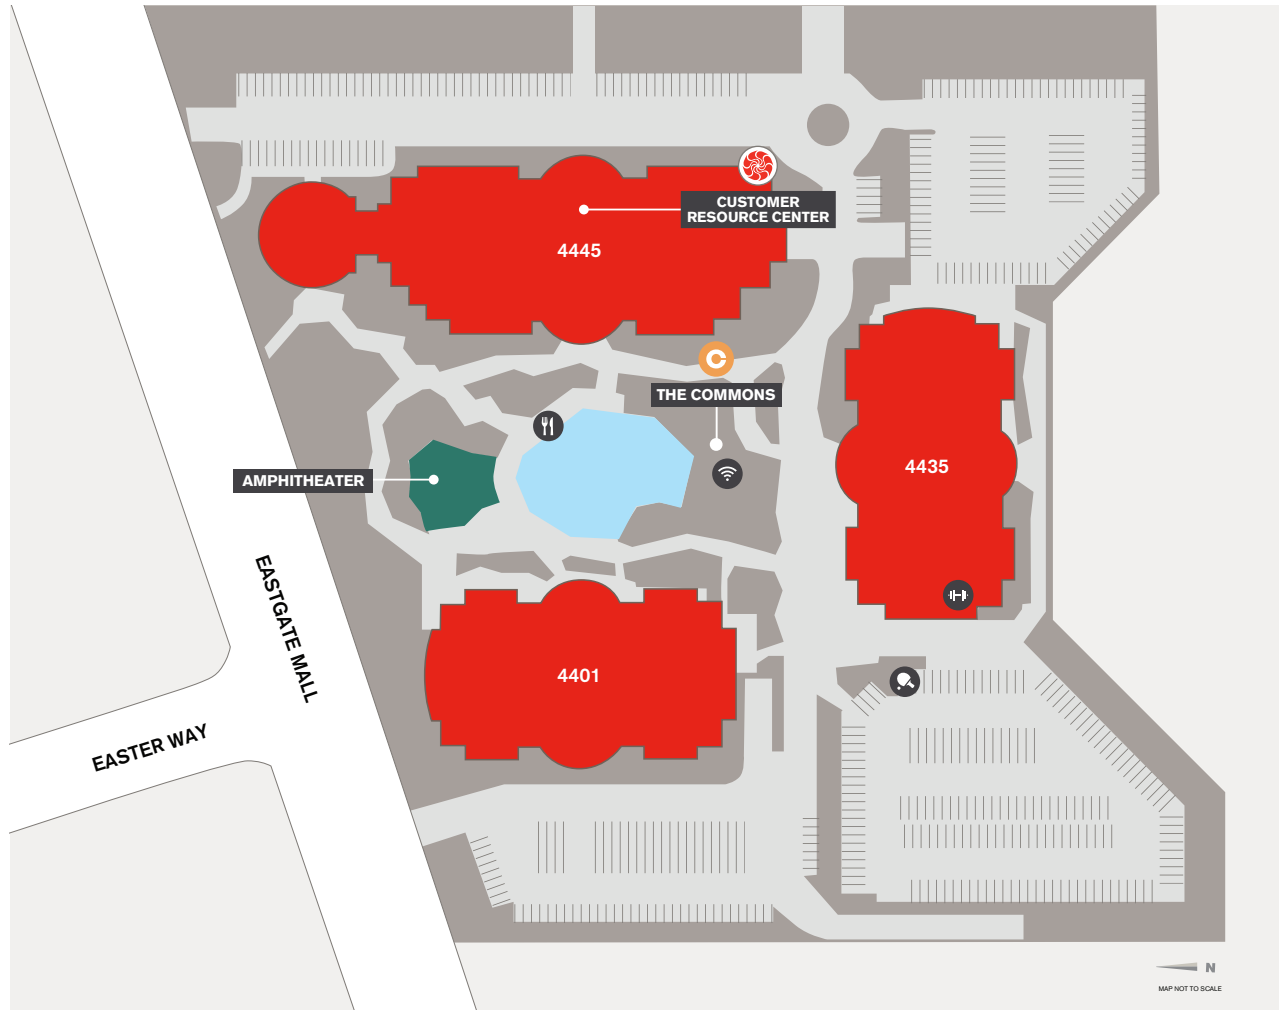 CUSTOMER
RESOURCE CENTER
4445
THE COMMONS
4435
AMPHITHEATER
EASTGATE MALL
4401
EASTER WAY
N
MAP NOT TO SCALE